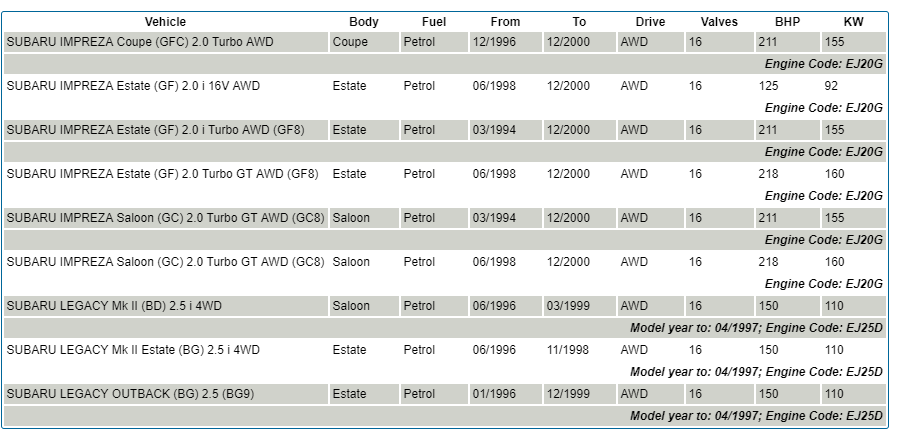 Vehicle Body Fuel From To Drive Valves BHP KW
SUBARU IMPREZA Coupe (GFC) 2.0 Turbo AWD Coupe Petrol 12/1996 12/2000 AWD 16 211 155
Engine Code: EJ20G
SUBARU IMPREZA Estate (GF) 2.0 i 16V AWD Estate Petrol 06/1998 12/2000 AWD 16 125 92
Engine Code: EJ20G
SUBARU IMPREZA Estate (GF) 2.0 i Turbo AWD (GF8) Estate Petrol 03/1994 12/2000 AWD 16 211 155
Engine Code: EJ20G
SUBARU IMPREZA Estate (GF) 2.0 Turbo GT AWD (GF8) Estate Petrol 06/1998 12/2000 AWD 16 218 160
Engine Code: EJ20G
SUBARU IMPREZA Saloon (GC) 2.0 Turbo GT AWD (GC8) Saloon Petrol 03/1994 12/2000 AWD 16 211 155
Engine Code: EJ20G
SUBARU IMPREZA Saloon (GC) 2.0 Turbo GT AWD (GC8) Saloon Petrol 06/1998 12/2000 AWD 16 218 160
Engine Code: EJ20G
SUBARU LEGACY Mk II (BD) 2.5 i 4WD Saloon Petrol 06/1996 03/1999 AWD 16 150 110
Model year to: 04/1997; Engine Code: EJ25D
SUBARU LEGACY Mk II Estate (BG) 2.5 i 4WD Estate Petrol 06/1996 11/1998 AWD 16 150 110
Model year to: 04/1997; Engine Code: EJ25D
SUBARU LEGACY OUTBACK (BG) 2.5 (BG9) Estate Petrol 01/1996 12/1999 AWD 16 150 110
Model year to: 04/1997; Engine Code: EJ25D